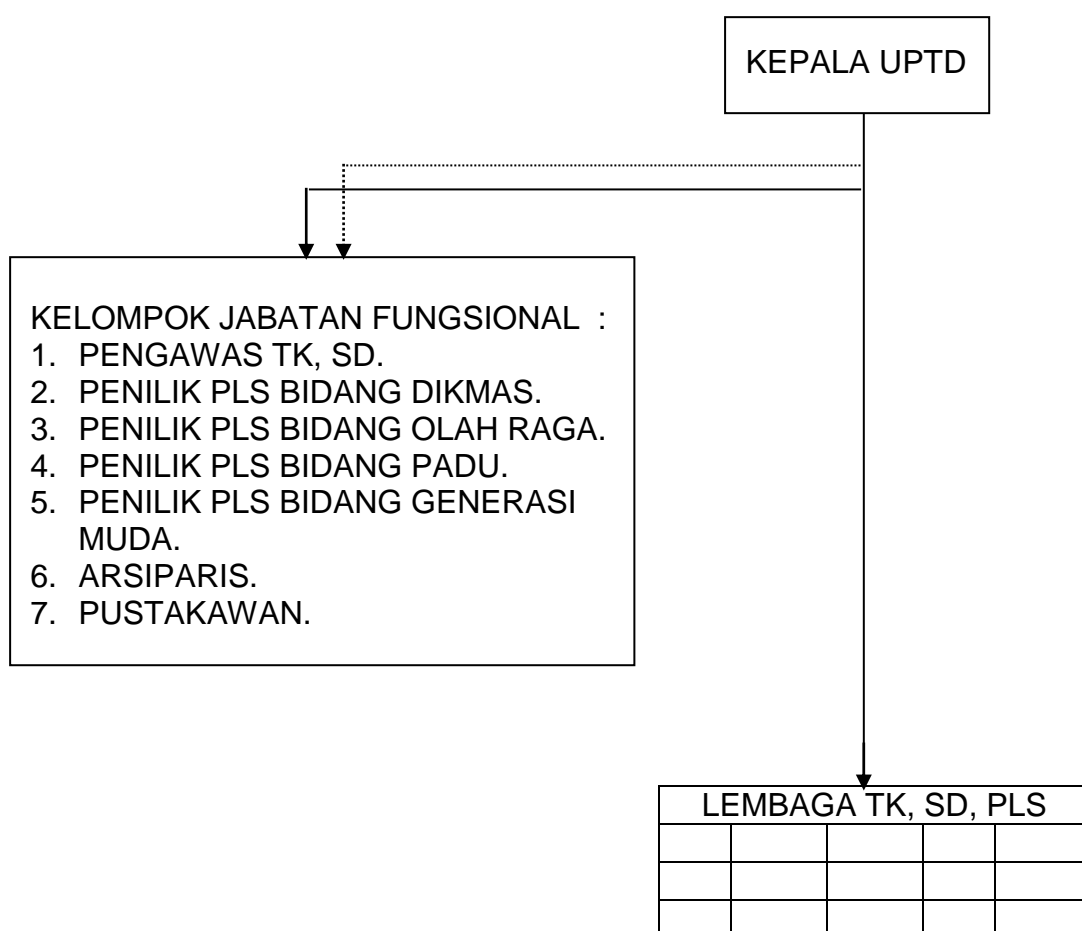 KEPALA UPTD
KELOMPOK JABATAN FUNGSIONAL :
1. PENGAWAS TK, SD.
2. PENILIK PLS BIDANG DIKMAS.
3. PENILIK PLS BIDANG OLAH RAGA.
4. PENILIK PLS BIDANG PADU.
5. PENILIK PLS BIDANG GENERASI
MUDA.
6. ARSIPARIS.
7. PUSTAKAWAN.
LEMBAGA TK, SD, PLS